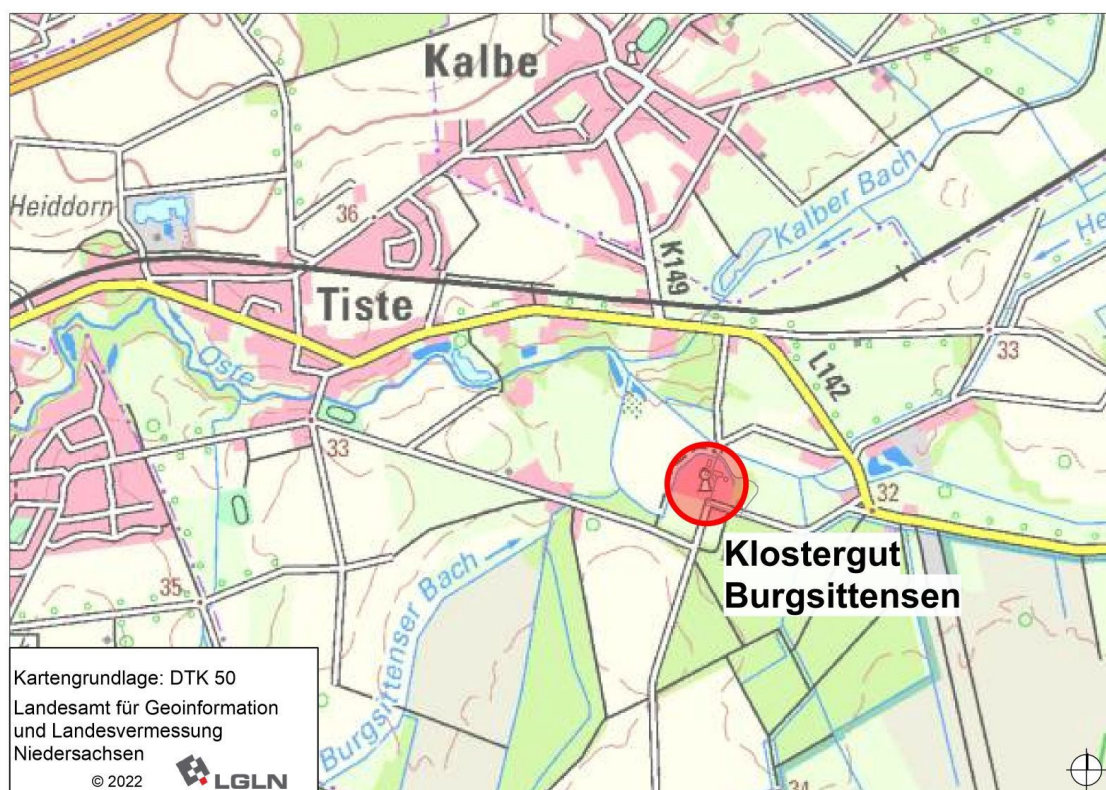 Kalbe
Heiddorn
36
Kalber Bach
K149
Tiste
Oste
L142
33
33
32
Klostergut
Burgsittensen
35
Burgsittenser Bach
Kartengrundlage: DTK 50
Landesamt für Geoinformation
und Landesvermessung
Niedersachsen
© 2022
LGLN